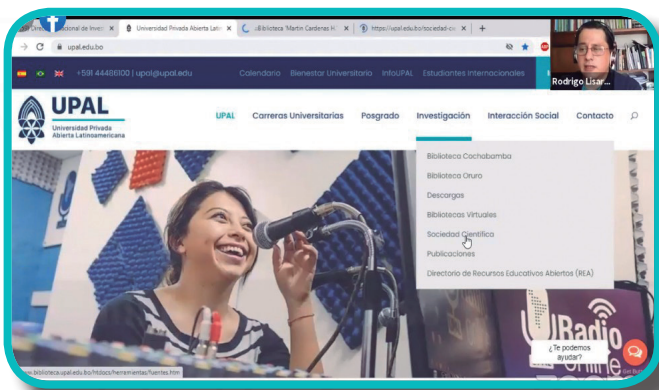 Universidad Privada Abierta Lati
Biblioteca "Martin Cardenas H.
https://upal.edu.bo/sociedad-cie
upal.edu.bo
+591 44486100 | upal@upal.edu
Calendario Bienestar Universitario InfoUPAL Estudiantes Internacionales
Rodrigo Lisar...
UPAL
Universidad Privada
Abierta Latinoamericana
UPAL Carreras Universitarias Posgrado Investigación Interacción Social Contacto
Biblioteca Cochabamba
Biblioteca Oruro
Descargas
Bibliotecas Virtuales
Sociedad Científica
Publicaciones
Directorio de Recursos Educativos Abiertos (REA)
URadio
Online
¿Te podemos
ayudar?
www.biblioteca.upal.edu.bo/htdocs/herramientas/fuentes.htm